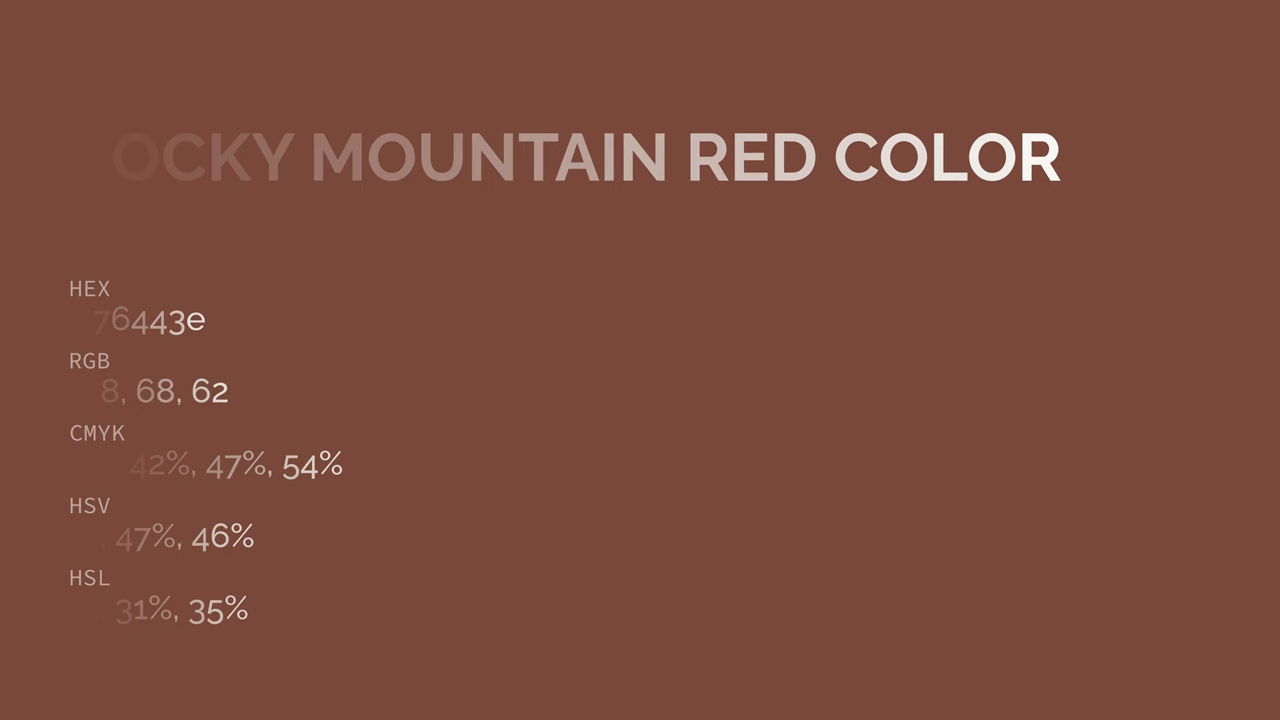 OCKY MOUNTAIN RED COLOR
HEX
76443e
RGB
8, 68, 62
CMYK
42%, 47%, 54%
HSV
, 47%, 46%
HSL
, 31%, 35%